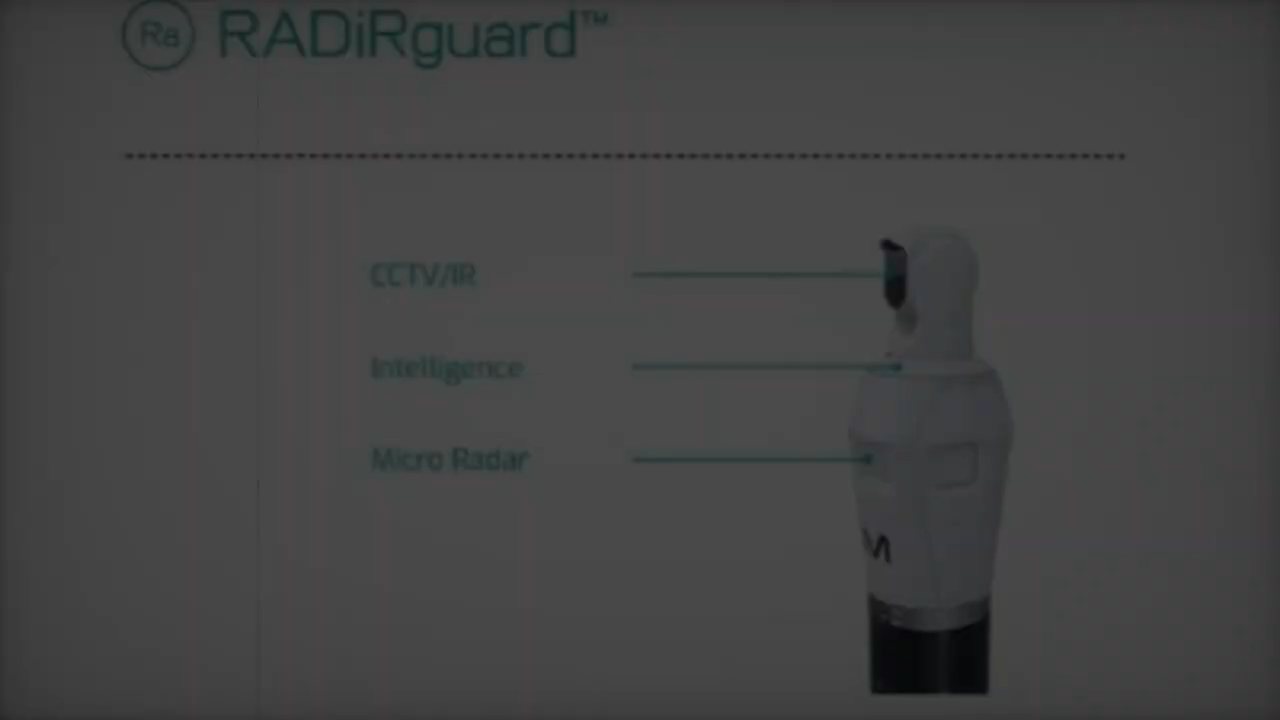 Ra RADiRguard™
CCTV/IR
Intelligence
Micro Radar
M